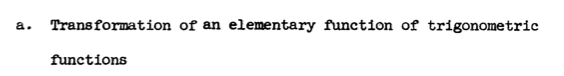 a. Transformation of an elementary function of trigonometric
functions